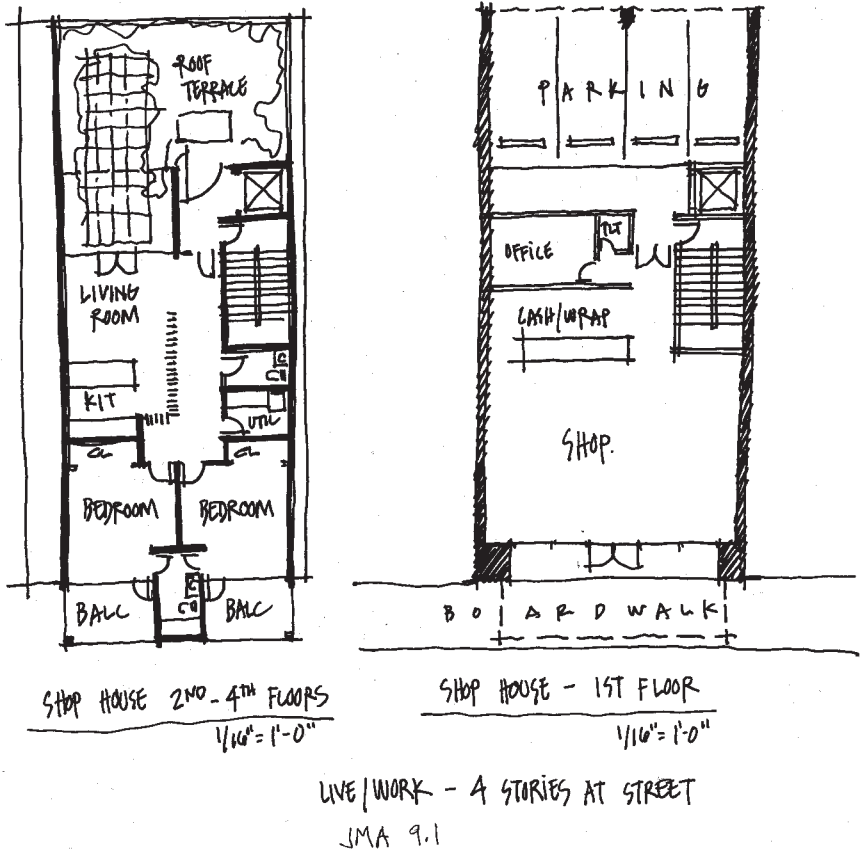 ROOF
TERRACE
LIVING
ROOM
KIT
UTIL
CL
CL
BEDROOM
BEDROOM
BALC
BALC
SHOP HOUSE 2ND - 4TH FLOORS
1/16" = 1'-0"
PARKING
OFFICE
TLT
CASH/WRAP
SHOP.
BOARDWALK
SHOP HOUSE - 1ST FLOOR
1/16" = 1'-0"
LIVE/WORK - 4 STORIES AT STREET
JMA 9.1